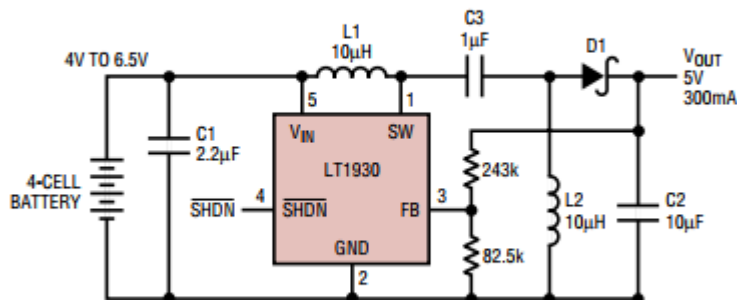 4V TO 6.5V
L1
10µH
C3
1µF
D1
VOUT
5V
300mA
5
1
VIN
SW
C1
2.2µF
LT1930
4-CELL
BATTERY
SHDN
4
SHDN
FB
3
243k
L2
10µH
C2
10µF
82.5k
GND
2